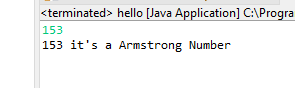 <terminated> hello [Java Application] C:\Progra
153
153 it's a Armstrong Number